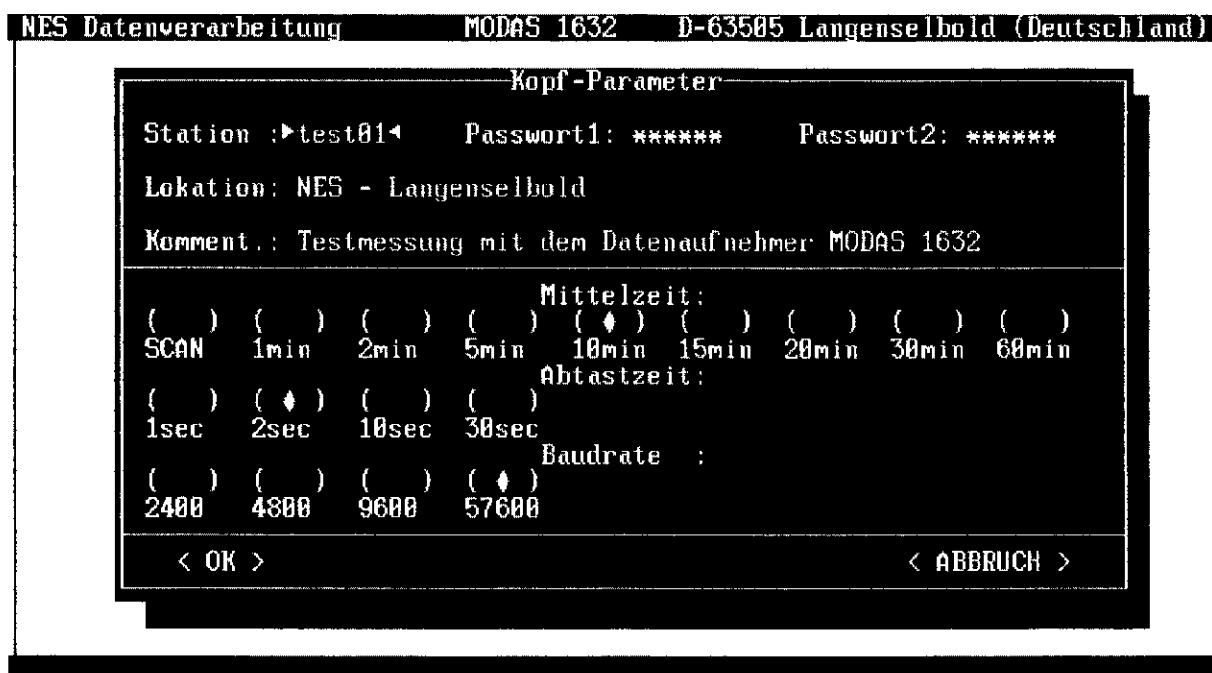 NES Datenverarbeitung MODAS 1632 D-63505 Langenselbold (Deutschland)
Kopf-Parameter
Station :►test01◄ Passwort1: ****** Passwort2: ******
Lokation: NES - Langenselbold
Komment.: Testmessung mit dem Datenaufnehmer MODAS 1632
Mittelzeit:
( ) ( ) ( ) ( ) ( ♦ ) ( ) ( ) ( ) ( )
SCAN 1min 2min 5min 10min 15min 20min 30min 60min
Abtastzeit:
( ) ( ♦ ) ( ) ( )
1sec 2sec 10sec 30sec
Baudrate :
( ) ( ) ( ) ( ♦ )
2400 4800 9600 57600
< OK > < ABBRUCH >